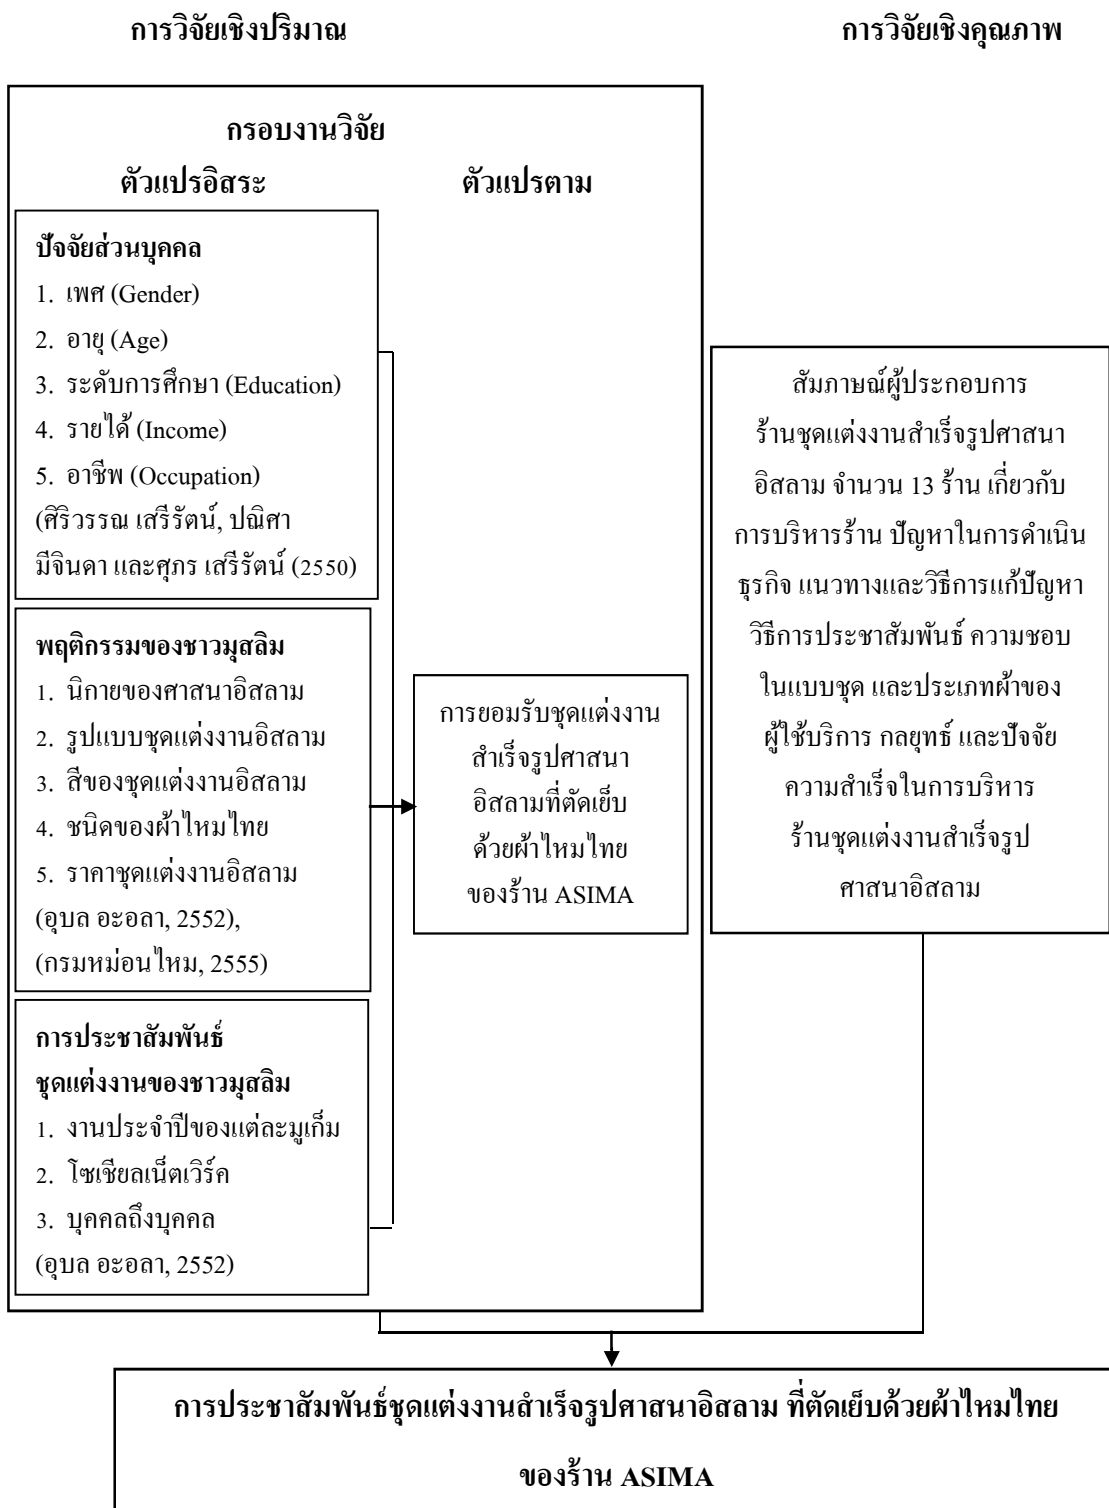 การวิจัยเชิงปริมาณ
การวิจัยเชิงคุณภาพ
กรอบงานวิจัย
ตัวแปรอิสระ
ตัวแปรตาม
ปัจจัยส่วนบุคคล
1. เพศ (Gender)
2. อายุ (Age)
3. ระดับการศึกษา (Education)
4. รายได้ (Income)
5. อาชีพ (Occupation)
(ศิริวรรณ เสรีรัตน์, ปณิศา
มีจินดา และศุภร เสรีรัตน์ (2550)
พฤติกรรมของชาวมุสลิม
1. นิกายของศาสนาอิสลาม
2. รูปแบบชุดแต่งงานอิสลาม
3. สีของชุดแต่งงานอิสลาม
4. ชนิดของผ้าไหมไทย
5. ราคาชุดแต่งงานอิสลาม
(อุบล อะอลา, 2552),
(กรมหม่อนไหม, 2555)
การประชาสัมพันธ์
ชุดแต่งงานของชาวมุสลิม
1. งานประจำปีของแต่ละมูเก็ม
2. โซเชียลเน็ตเวิร์ค
3. บุคคลถึงบุคคล
(อุบล อะอลา, 2552)
การยอมรับชุดแต่งงาน
สำเร็จรูปศาสนา
อิสลามที่ตัดเย็บ
ด้วยผ้าไหมไทย
ของร้าน ASIMA
สัมภาษณ์ผู้ประกอบการ
ร้านชุดแต่งงานสำเร็จรูปศาสนา
อิสลาม จำนวน 13 ร้าน เกี่ยวกับ
การบริหารร้าน ปัญหาในการดำเนิน
ธุรกิจ แนวทางและวิธีการแก้ปัญหา
วิธีการประชาสัมพันธ์ ความชอบ
ในแบบชุด และประเภทผ้าของ
ผู้ใช้บริการ กลยุทธ์ และปัจจัย
ความสำเร็จในการบริหาร
ร้านชุดแต่งงานสำเร็จรูป
ศาสนาอิสลาม
การประชาสัมพันธ์ชุดแต่งงานสำเร็จรูปศาสนาอิสลาม ที่ตัดเย็บด้วยผ้าไหมไทย
ของร้าน ASIMA